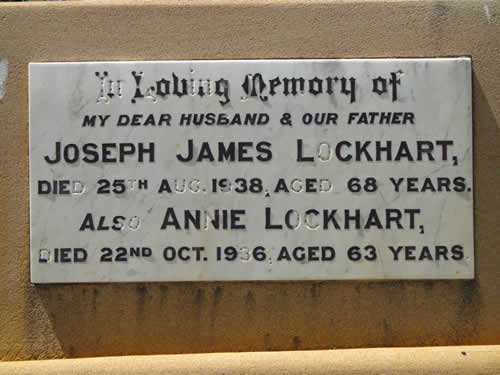 In Loving Memory of
MY DEAR HUSBAND & OUR FATHER
JOSEPH JAMES LOCKHART,
DIED 25TH AUG. 1938, AGED 68 YEARS.
ALSO ANNIE LOCKHART,
DIED 22ND OCT. 1936, AGED 63 YEARS.